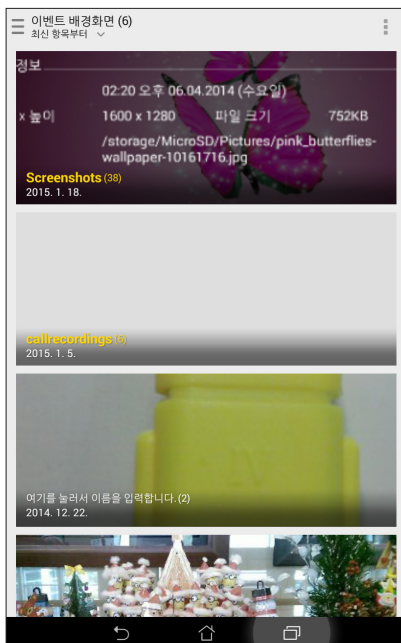 이벤트 배경화면 (6)
최신 항목부터
정보
02:20 오후 06.04.2014 (수요일)
x 높이 1600 x 1280 파일 크기 752KB
/storage/MicroSD/Pictures/pink_butterflies-
wallpaper-10161716.jpg
Screenshots (38)
2015. 1. 18.
callrecordings (0)
2015. 1. 5.
여기를 눌러서 이름을 입력합니다. (2)
2014. 12. 22.